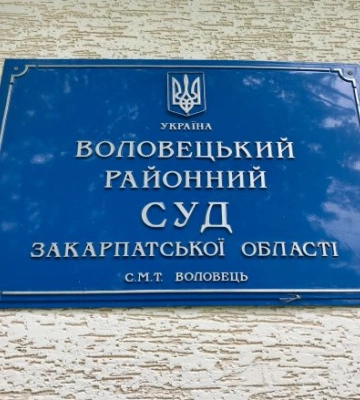 УКРАЇНА
ВОЛОВЕЦЬКИЙ
РАЙОННИЙ
СУД
ЗАКАРПАТСЬКОЇ ОБЛАСТІ
С.М.Т. ВОЛОВЕЦЬ